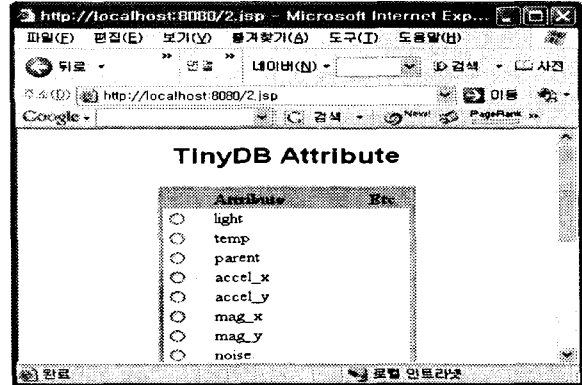 http://localhost:8080/2.jsp - Microsoft Internet Exp...
파일(F) 편집(E) 보기(V) 즐겨찾기(A) 도구(T) 도움말(H)
뒤로 » 연결 » 네이버(N) 검색 사전
주소(D) http://localhost:8080/2.jsp 이동
Google 검색 New! PageRank »
TinyDB Attribute
Attribute Etc
light
temp
parent
accel_x
accel_y
mag_x
mag_y
noise
완료 로컬 인트라넷